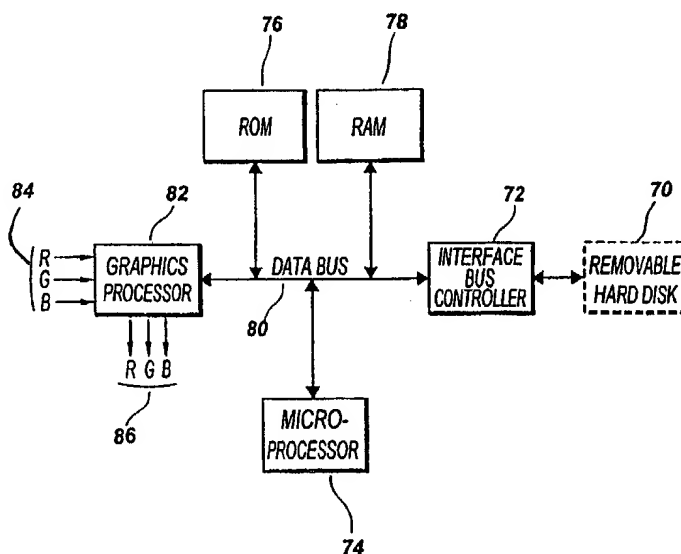 76
78
ROM
RAM
84
82
72
70
R
G
B
GRAPHICS
PROCESSOR
DATA BUS
80
INTERFACE
BUS
CONTROLLER
REMOVABLE
HARD DISK
R G B
86
MICRO-
PROCESSOR
74